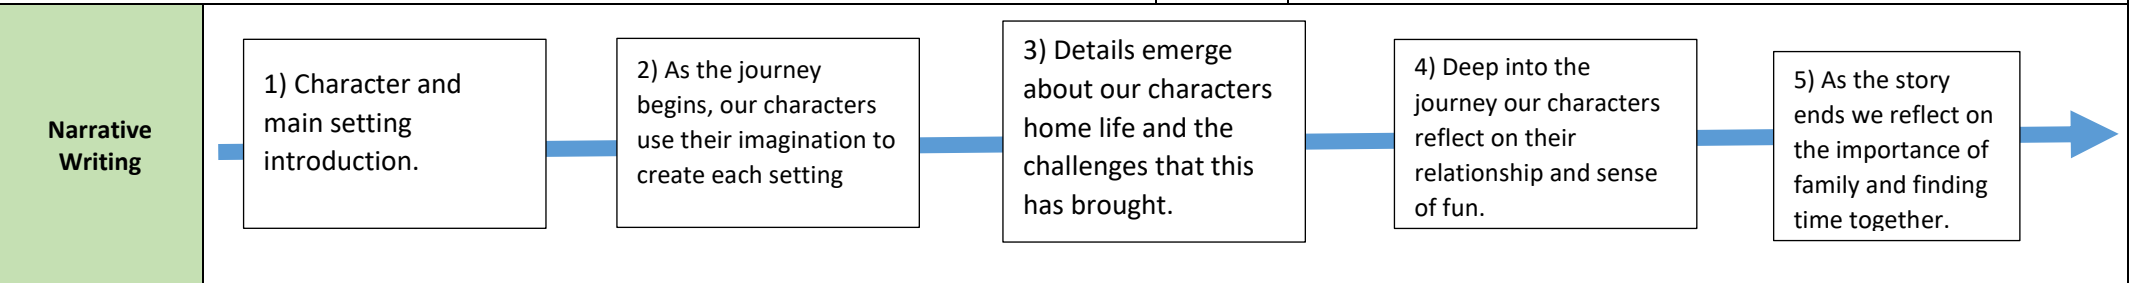 Narrative
Writing
1) Character and
main setting
introduction.
2) As the journey
begins, our characters
use their imagination to
create each setting
3) Details emerge
about our characters
home life and the
challenges that this
has brought.
4) Deep into the
journey our characters
reflect on their
relationship and sense
of fun.
5) As the story
ends we reflect on
the importance of
family and finding
time together.